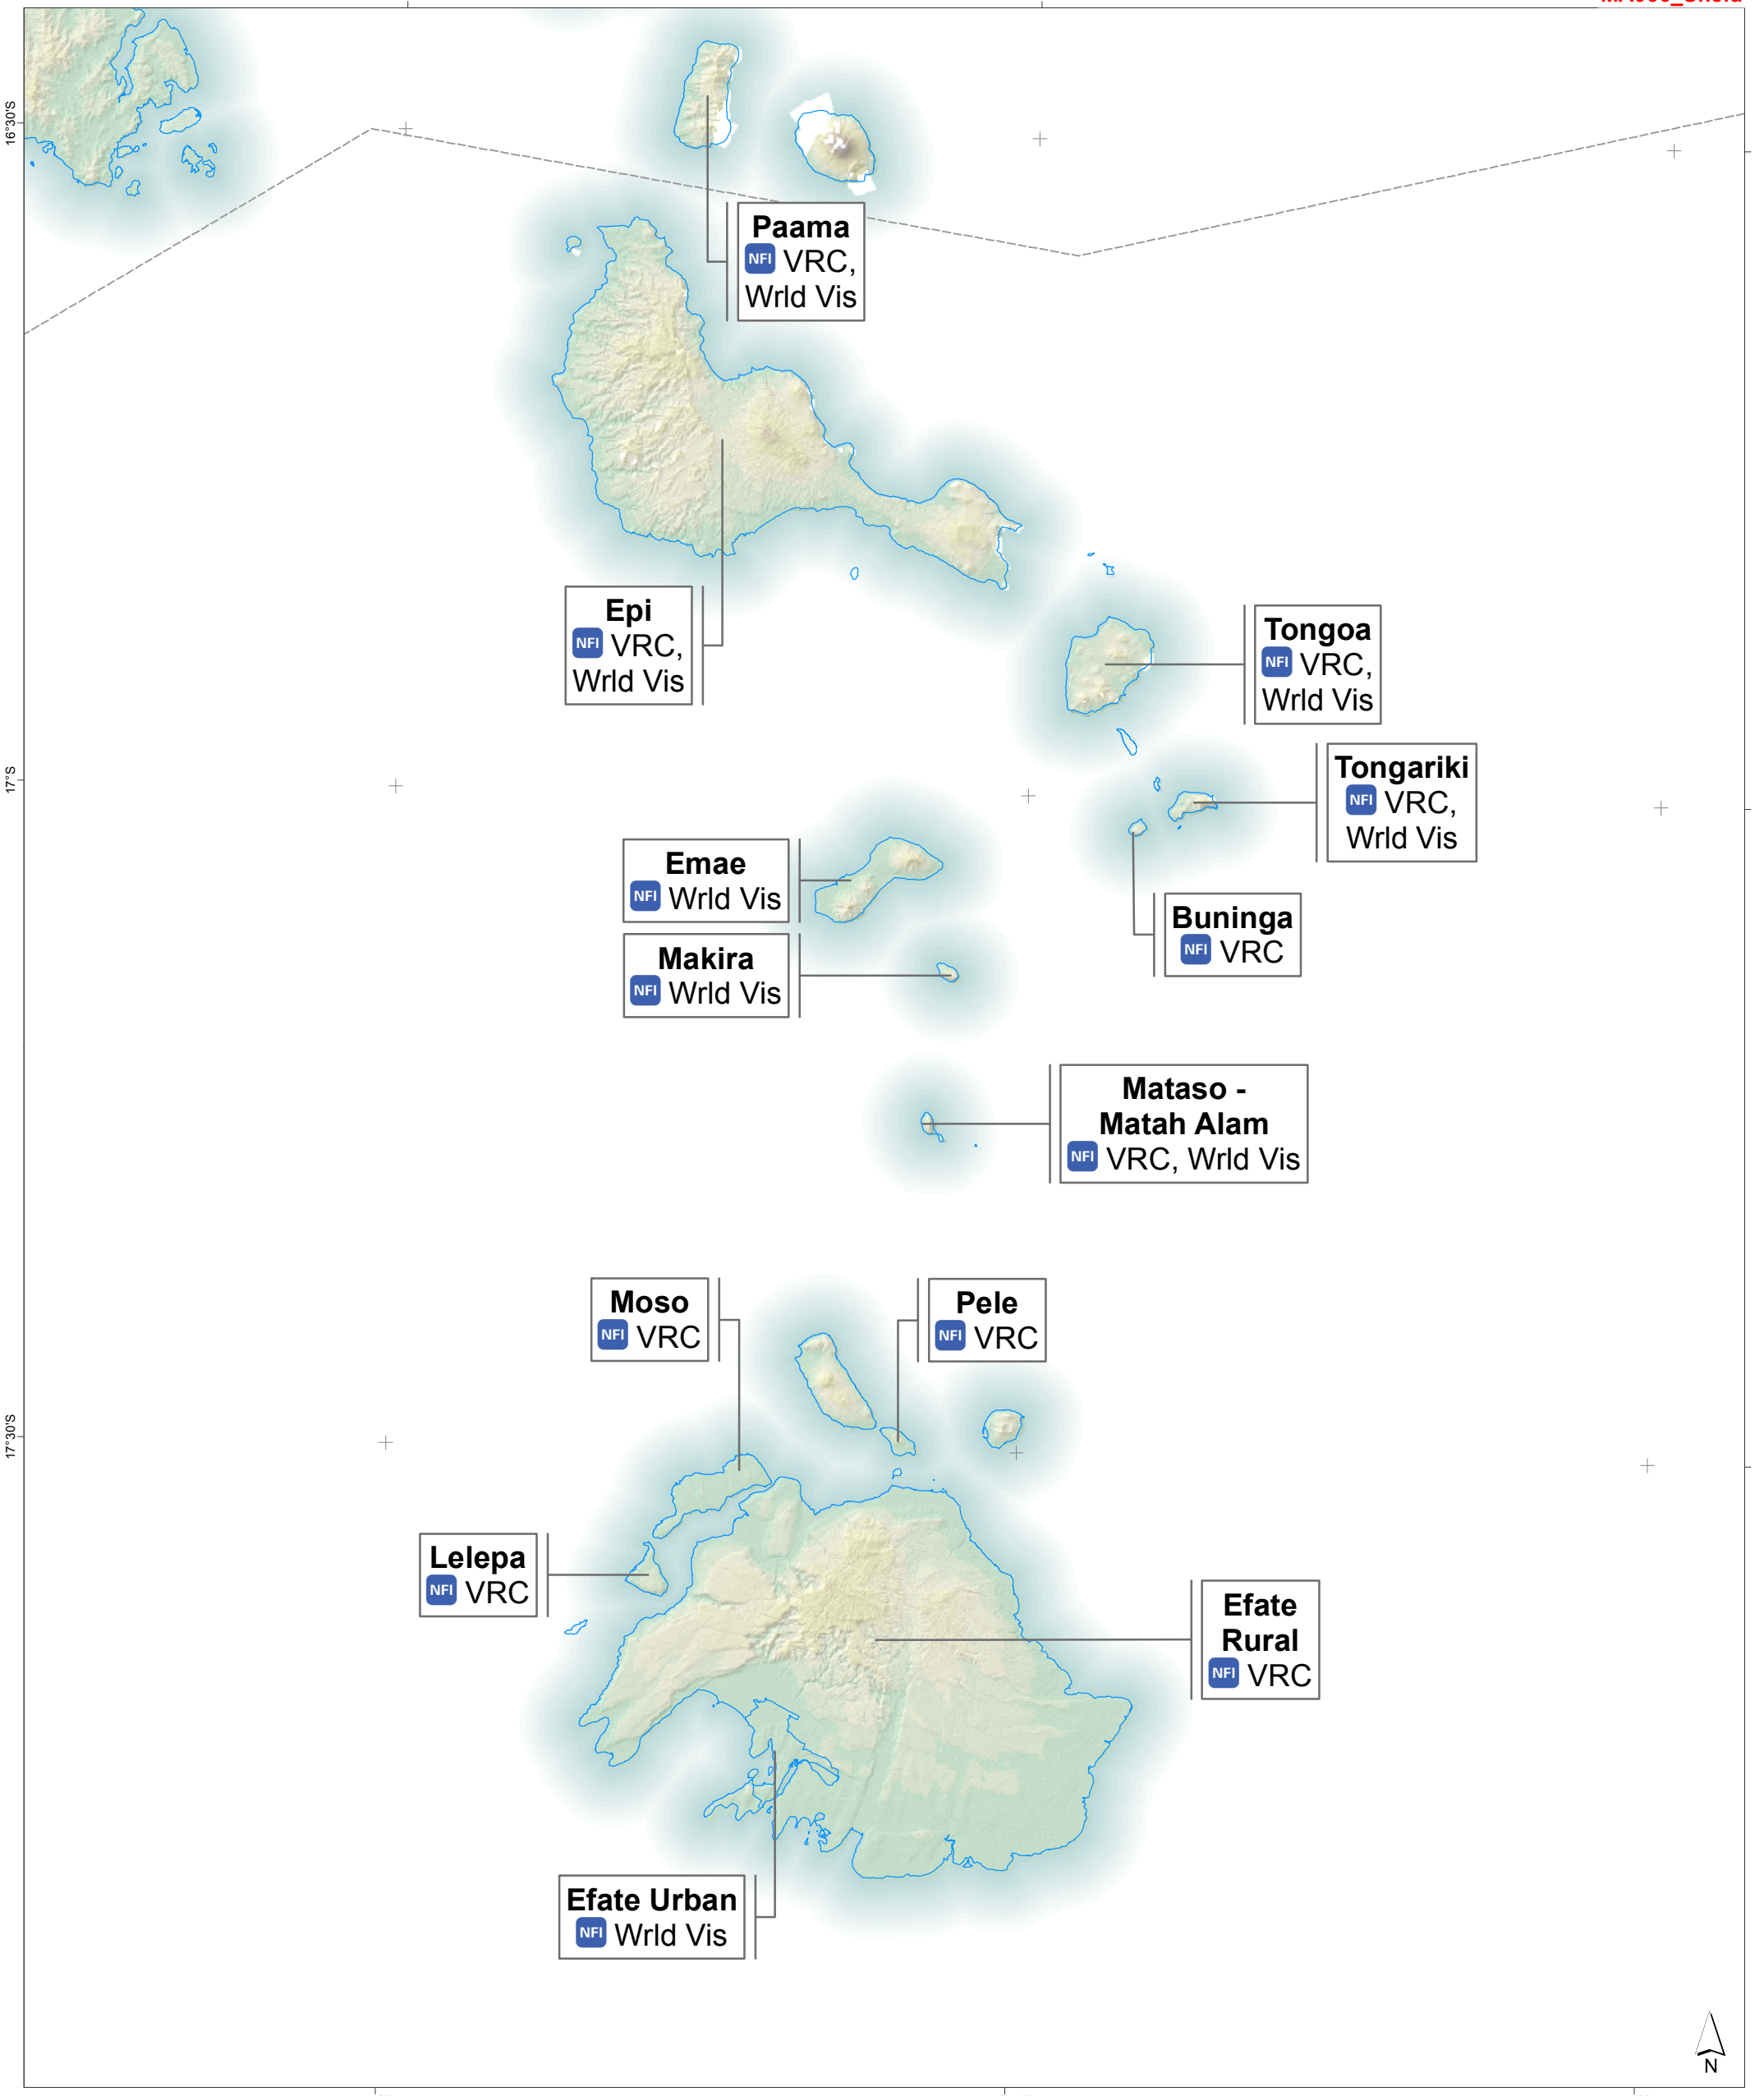 16°30'S
Paama
NFI VRC,
Wrld Vis
Epi
NFI VRC,
Wrld Vis
Tongoa
NFI VRC,
Wrld Vis
17°S
Tongariki
NFI VRC,
Wrld Vis
Emae
NFI Wrld Vis
Buninga
NFI VRC
Makira
NFI Wrld Vis
Mataso -
Matah Alam
NFI VRC, Wrld Vis
Moso
NFI VRC
Pele
NFI VRC
17°30'S
Lelepa
NFI VRC
Efate
Rural
NFI VRC
Efate Urban
NFI Wrld Vis
N